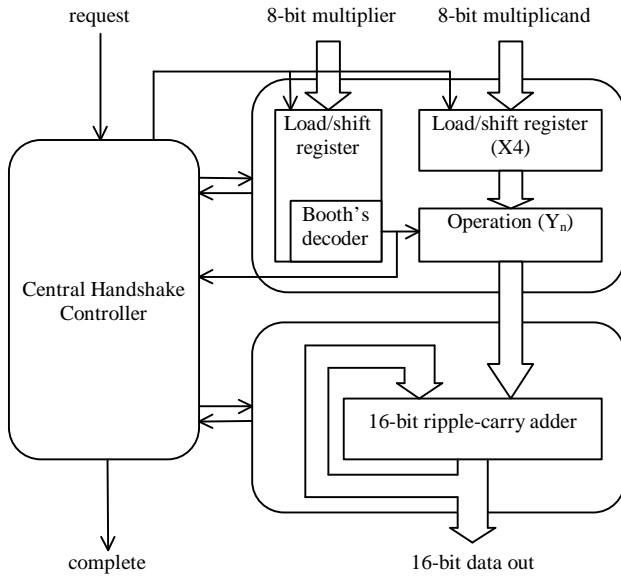 request
8-bit multiplier
8-bit multiplicand
Load/shift
register
Load/shift register
(X4)
Booth's
decoder
Operation (Yn)
Central Handshake
Controller
16-bit ripple-carry adder
complete
16-bit data out